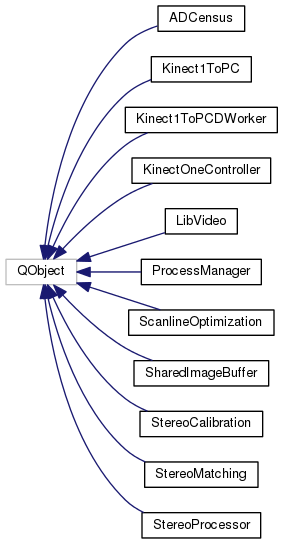 ADCensus
Kinect1ToPC
Kinect1ToPCDWorker
KinectOneController
LibVideo
QObject
ProcessManager
ScanlineOptimization
SharedImageBuffer
StereoCalibration
StereoMatching
StereoProcessor